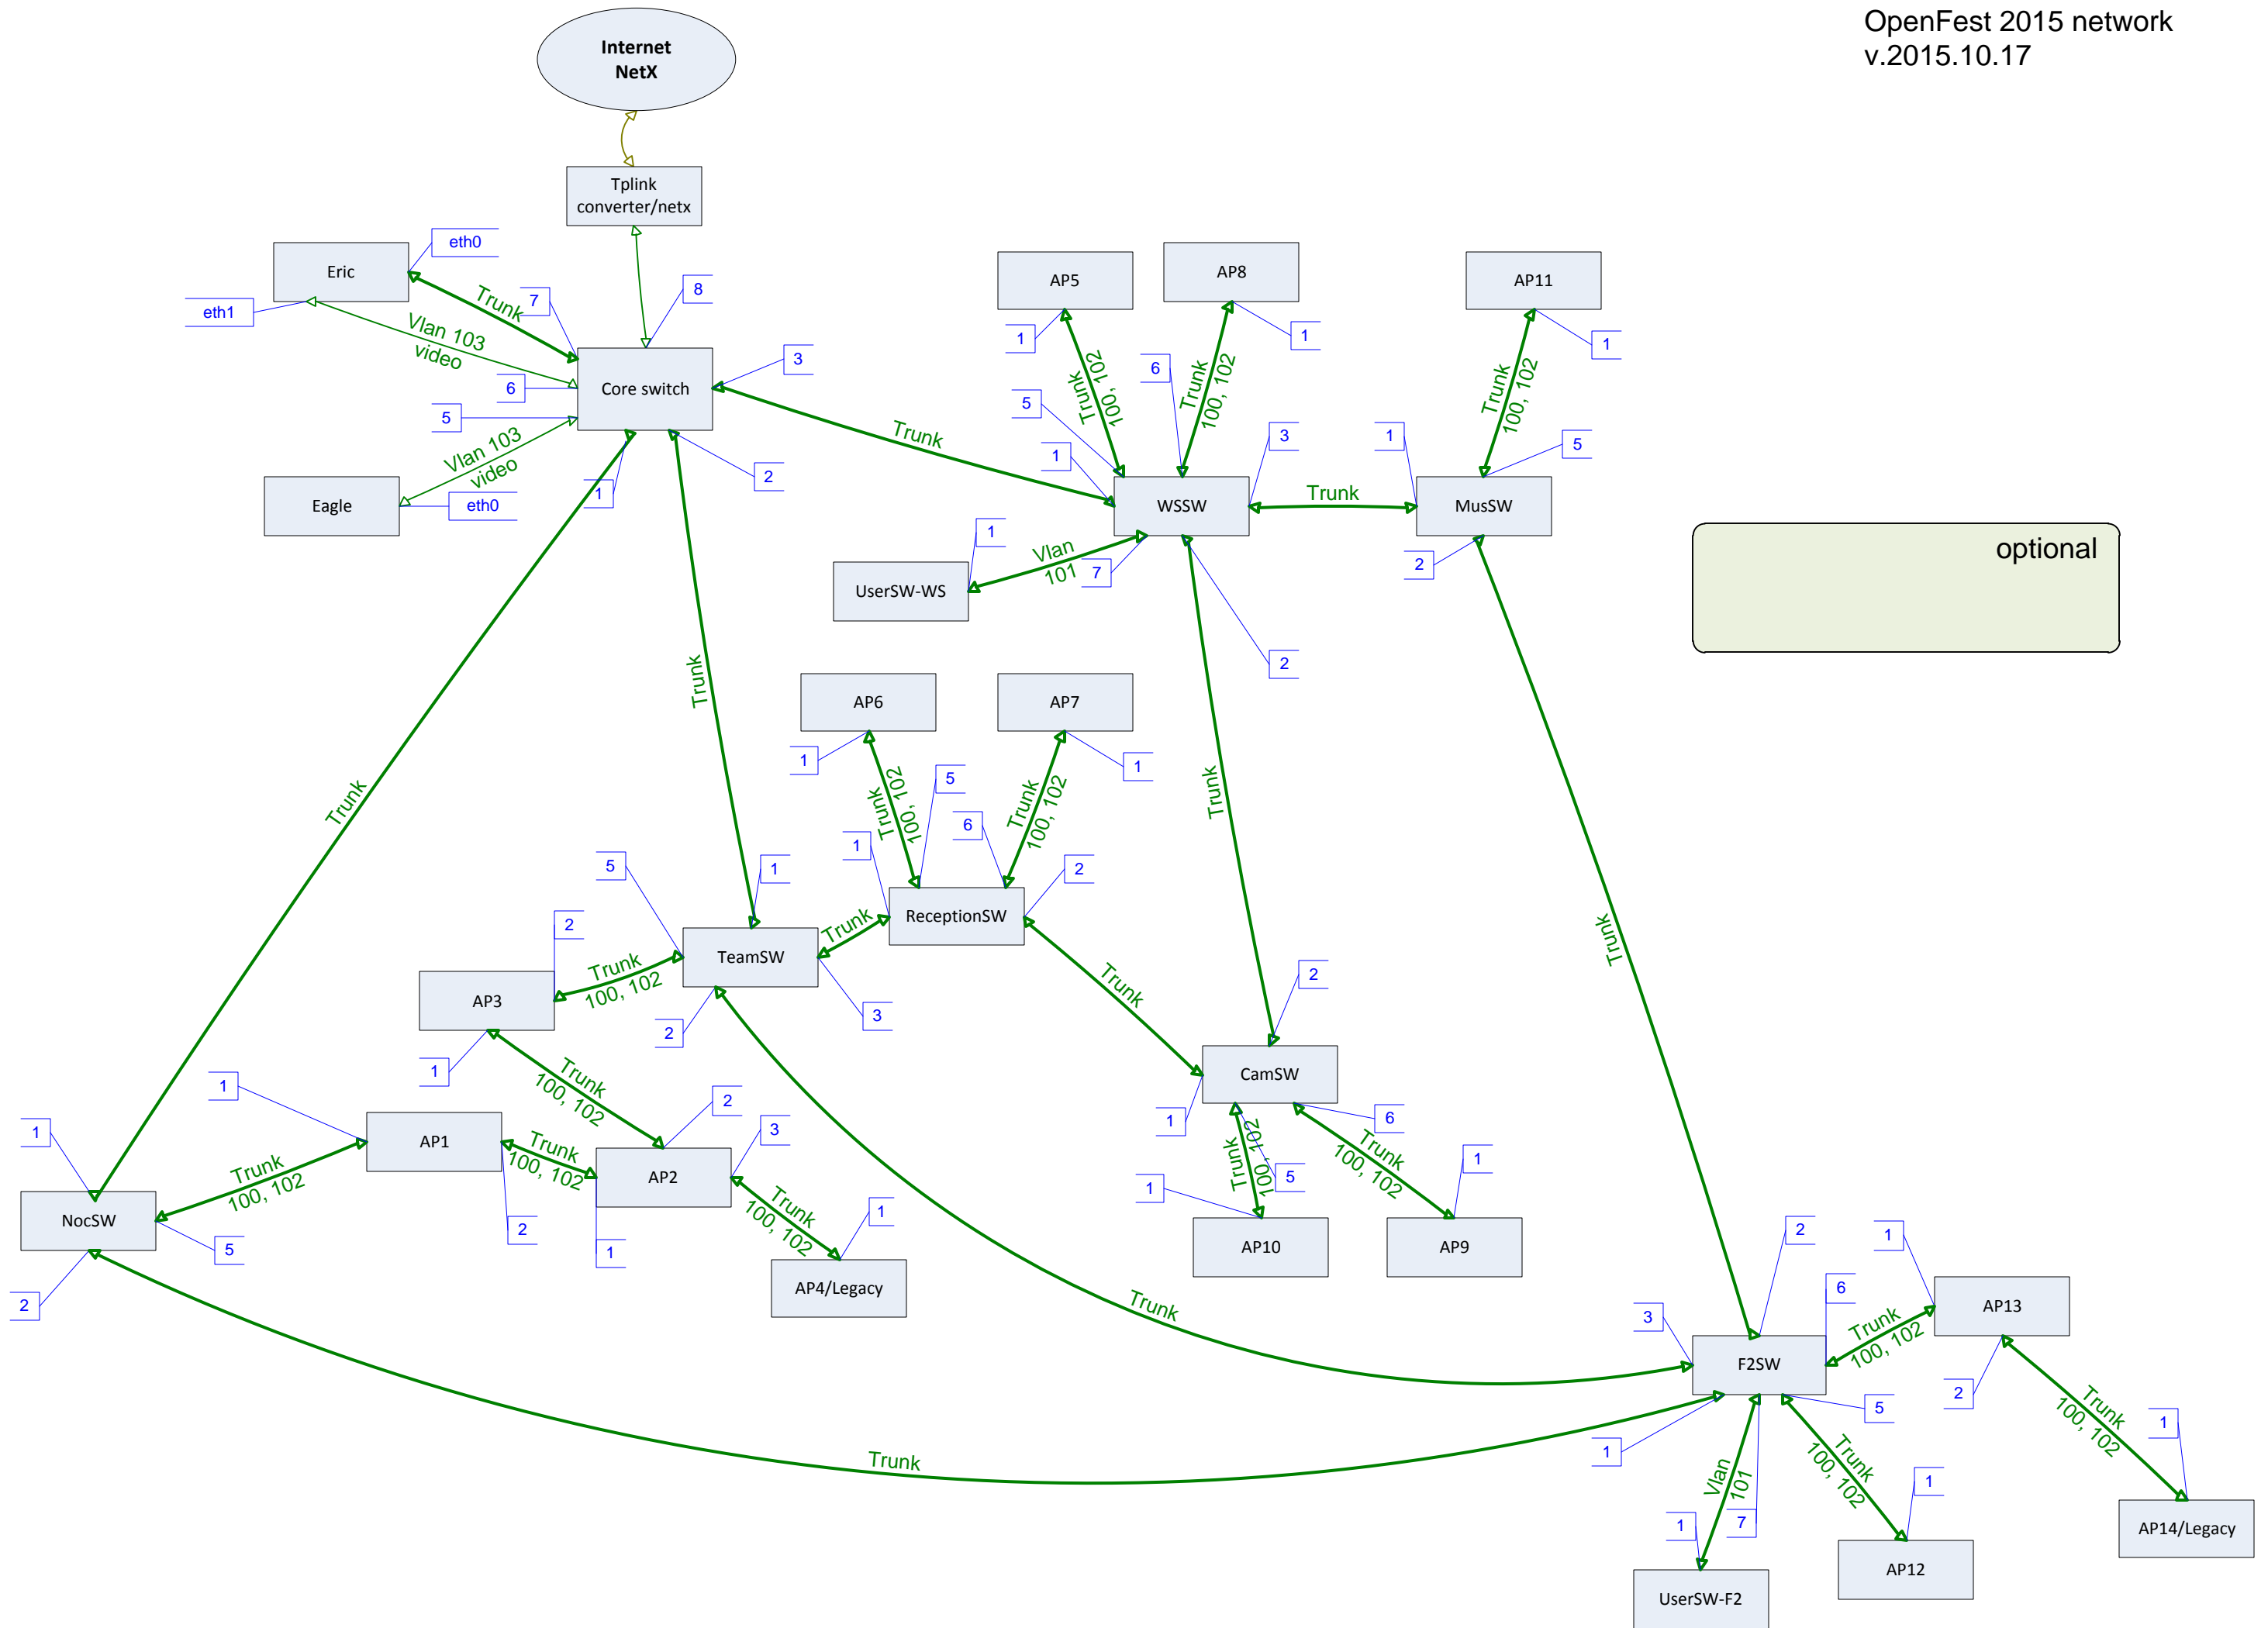 OpenFest 2015 network
v.2015.10.17
Internet
NetX
Tplink
converter/netx
eth0
Eric
eth1
Trunk
7
8
Vlan 103
video
3
6
Core switch
5
Vlan 103
video
1
2
Eagle
eth0
Trunk
AP5
1
AP8
1
AP11
1
Trunk
100, 102
Trunk
100, 102
Trunk
100, 102
6
5
1
3
1
5
WSSW
Trunk
MusSW
1
Vlan
101
7
2
UserSW-WS
2
optional
Trunk
Trunk
Trunk
Trunk
AP6
1
AP7
1
Trunk
100, 102
5
Trunk
100, 102
6
1
2
5
1
ReceptionSW
Trunk
TeamSW
2
Trunk
100, 102
AP3
2
3
1
Trunk
2
CamSW
1
6
5
Trunk
100, 102
2
3
1
AP1
Trunk
100, 102
AP2
1
2
1
Trunk
100, 102
NocSW
5
2
Trunk
100, 102
1
AP4/Legacy
Trunk
100, 102
Trunk
100, 102
1
1
AP10
AP9
Trunk
2
1
6
3
AP13
Trunk
100, 102
F2SW
2
5
1
Trunk
Trunk
100, 102
1
Vlan
101
Trunk
100, 102
1
1
7
AP14/Legacy
AP12
UserSW-F2